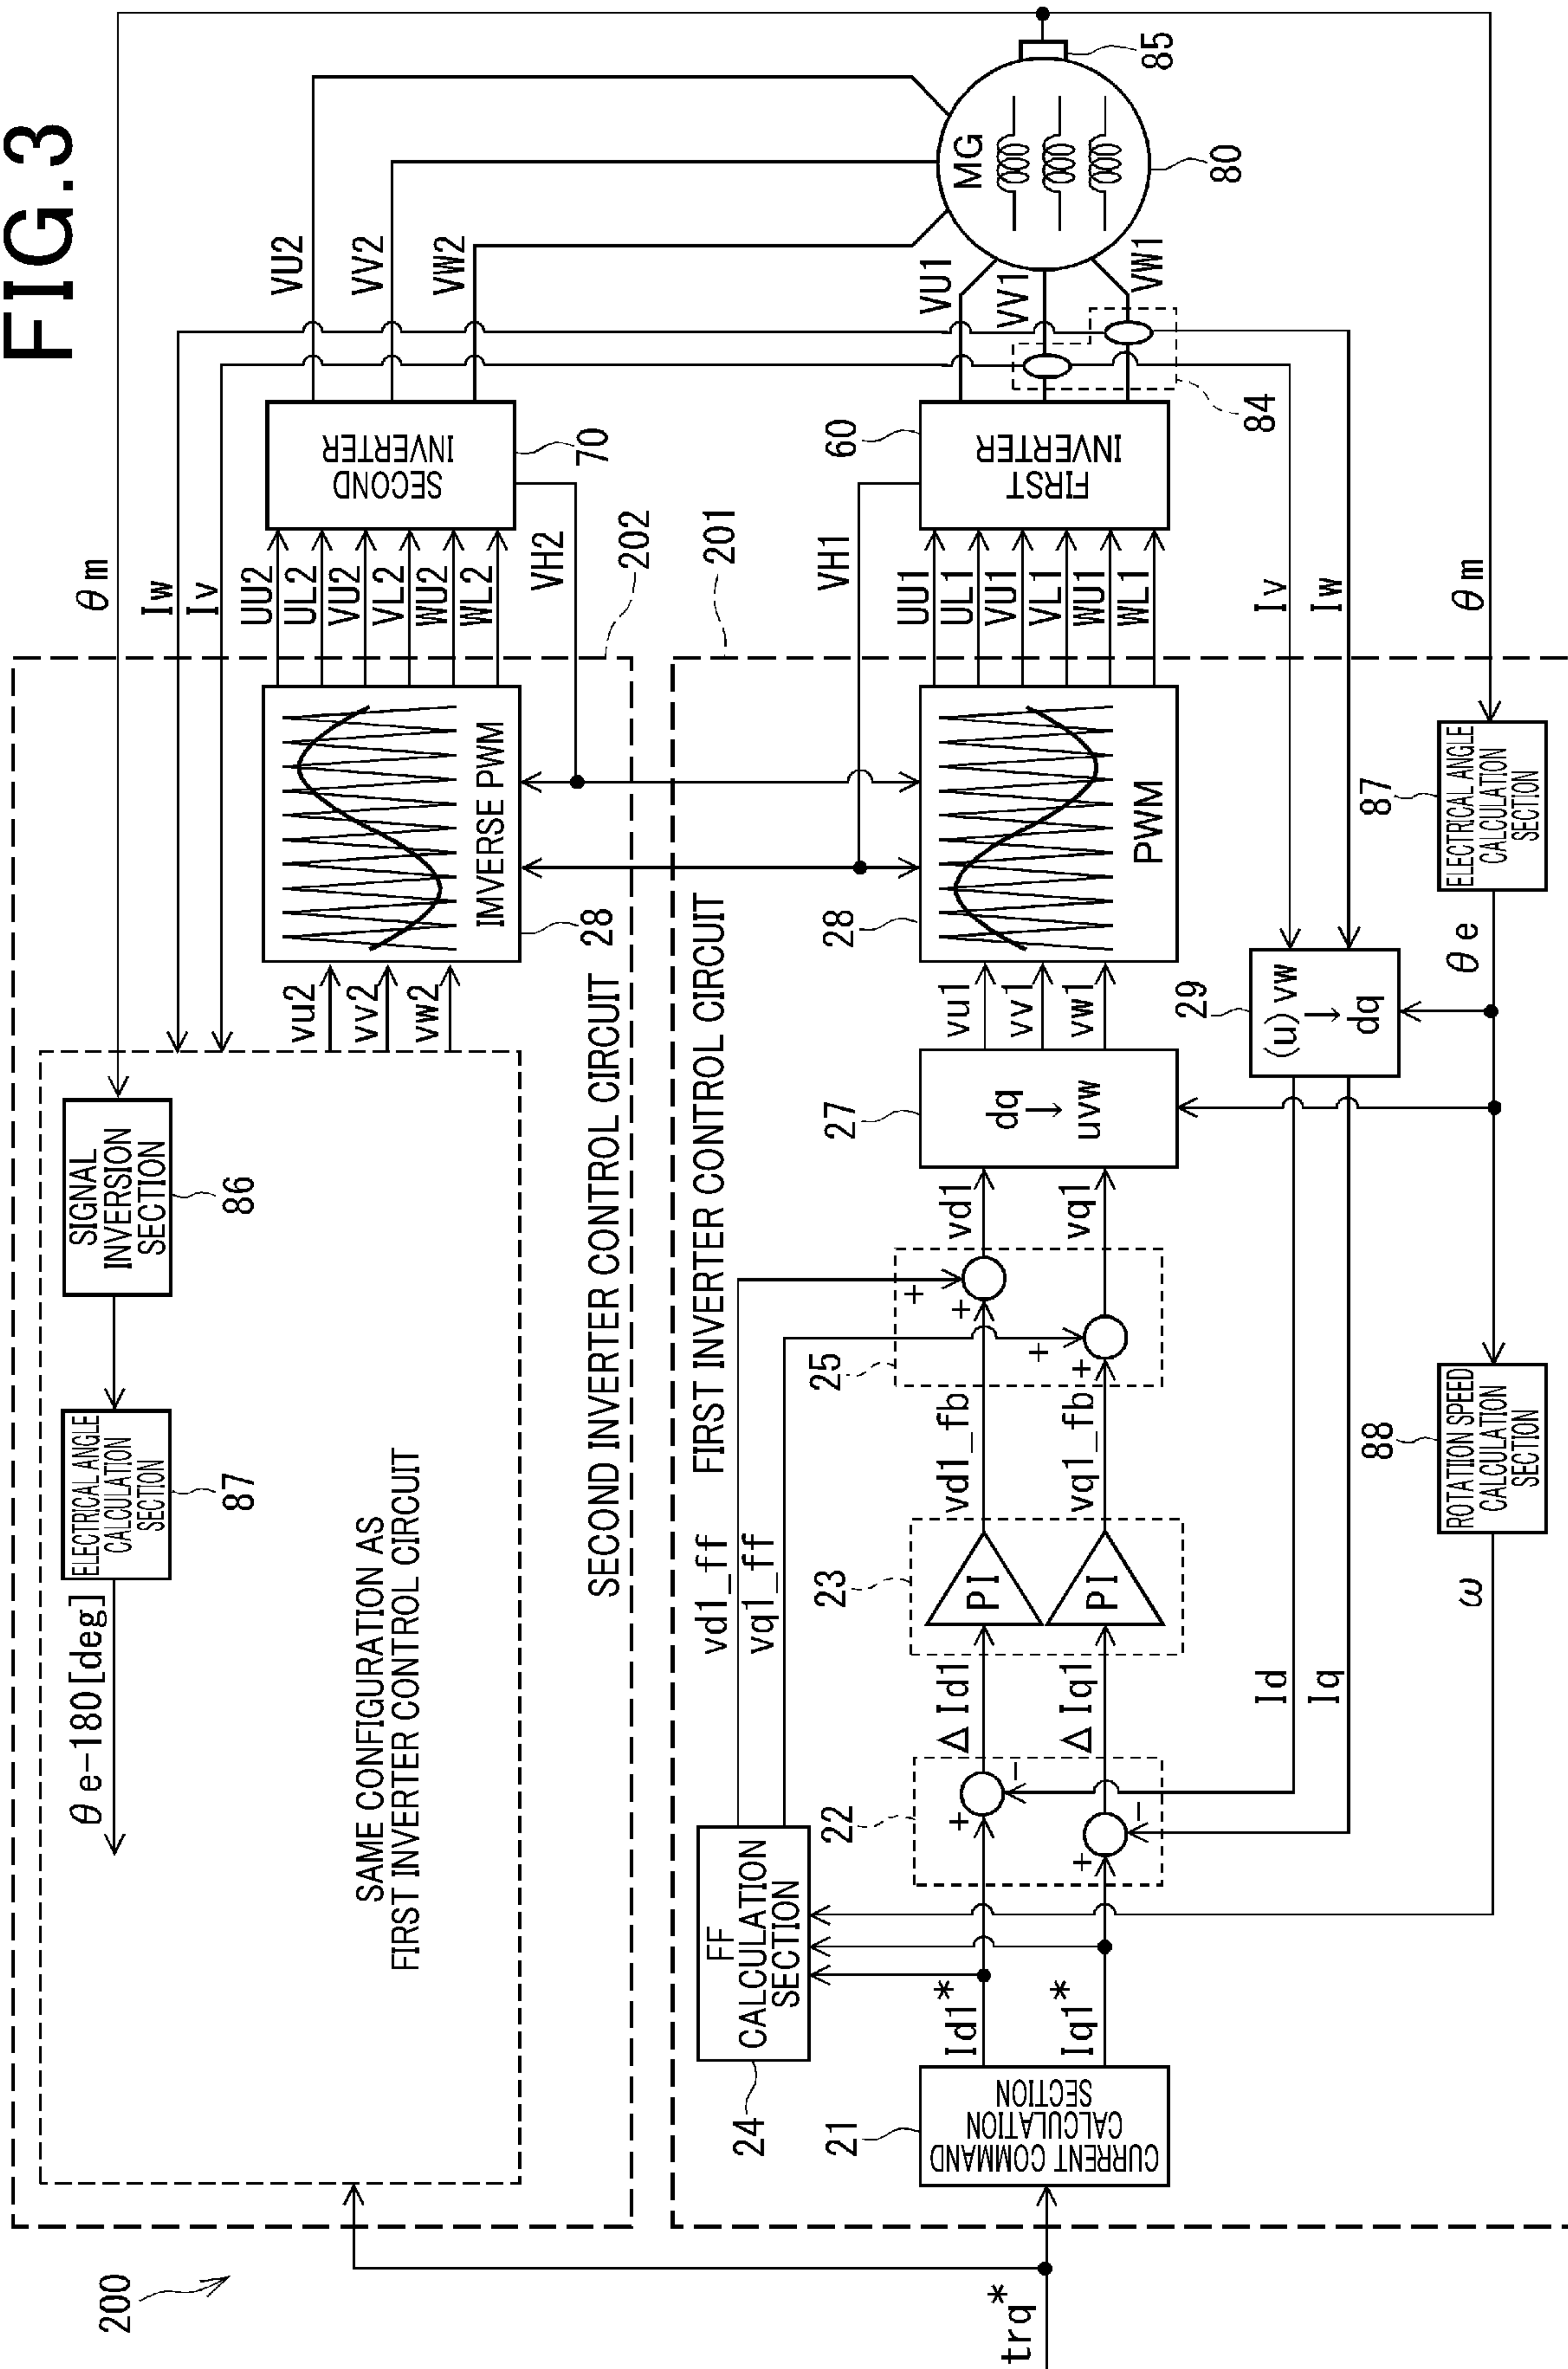 FIG.3
200
trq*
SIGNAL
INVERSION
SECTION
86
ELECTRICAL ANGLE
CALCULATION
SECTION
87
θe-180[deg]
SAME CONFIGURATION AS
FIRST INVERTER CONTROL CIRCUIT
SECOND INVERTER CONTROL CIRCUIT
θm
Iw
Iv
vu2
vv2
vw2
IMVERSE PWM
28
UU2
UL2
VU2
VL2
WU2
WL2
VH2
202
SECOND
INVERTER
70
VU2
VV2
VW2
FIRST INVERTER CONTROL CIRCUIT
201
CURRENT COMMAND
CALCULATION
SECTION
21
Id1*
Iq1*
FF
CALCULATION
SECTION
24
vd1_ff
vq1_ff
22
+
-
+
-
ΔId1
ΔIq1
23
PI
PI
vd1_fb
vq1_fb
25
+
+
+
+
vd1
vq1
27
dq
↓
uvw
vu1
vv1
vw1
28
PWM
VH1
UU1
UL1
VU1
VL1
WU1
WL1
60
FIRST
INVERTER
VU1
VV1
VW1
84
MG
80
85
Iv
Iw
θm
87
ELECTRICAL ANGLE
CALCULATION
SECTION
θe
29
(u)vw
↓
dq
Id
Iq
88
ROTATIION SPEED
CALCULATION
SECTION
ω